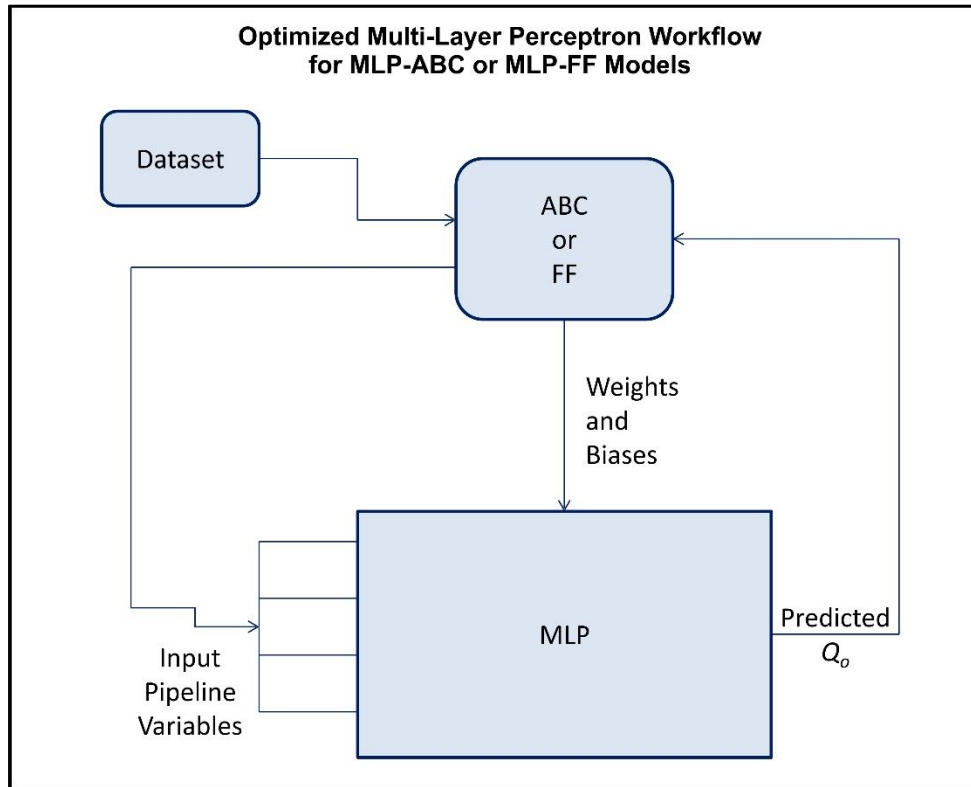 Optimized Multi-Layer Perceptron Workflow
for MLP-ABC or MLP-FF Models
Dataset
ABC
or
FF
Weights
and
Biases
MLP
Predicted
Qₒ
Input
Pipeline
Variables